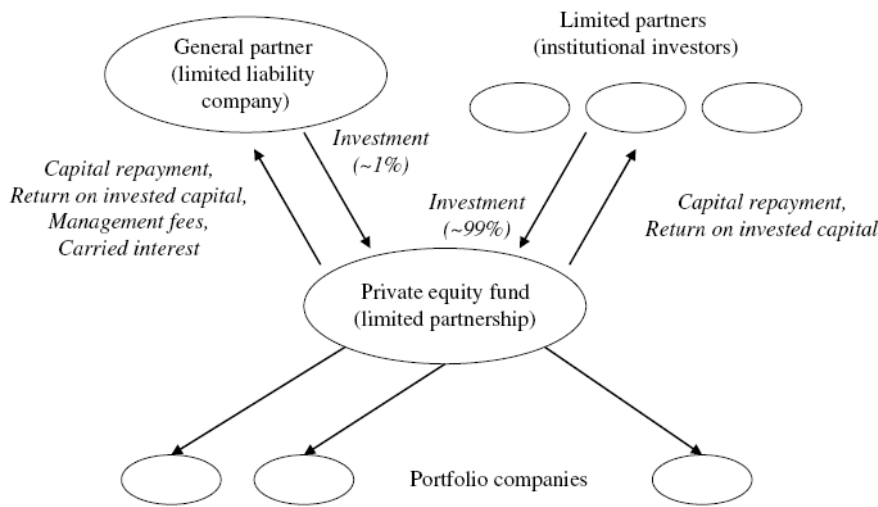 General partner
(limited liability
company)
Limited partners
(institutional investors)
Investment
(~1%)
Capital repayment,
Return on invested capital,
Management fees,
Carried interest
Investment
(~99%)
Capital repayment,
Return on invested capital
Private equity fund
(limited partnership)
Portfolio companies